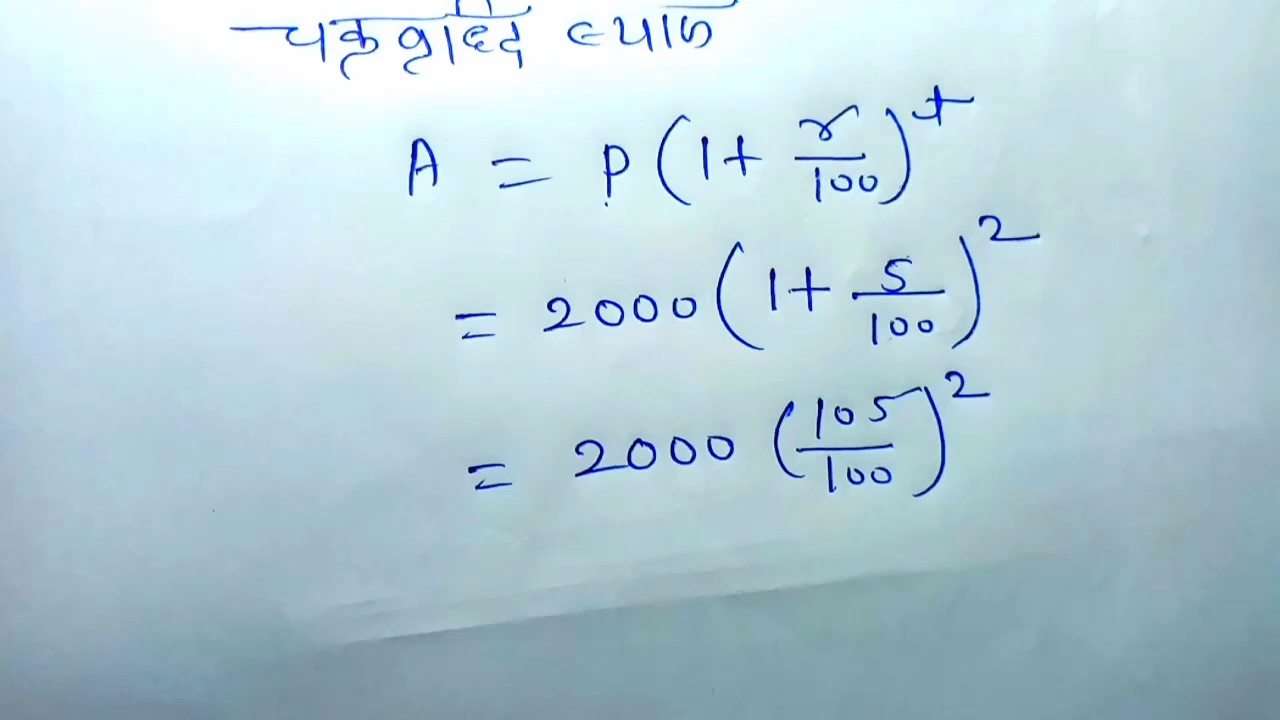 चक्रवृद्धि ब्याज
A = P(1 + r/100)^t
= 2000(1 + 5/100)^2
= 2000 (105/100)^2